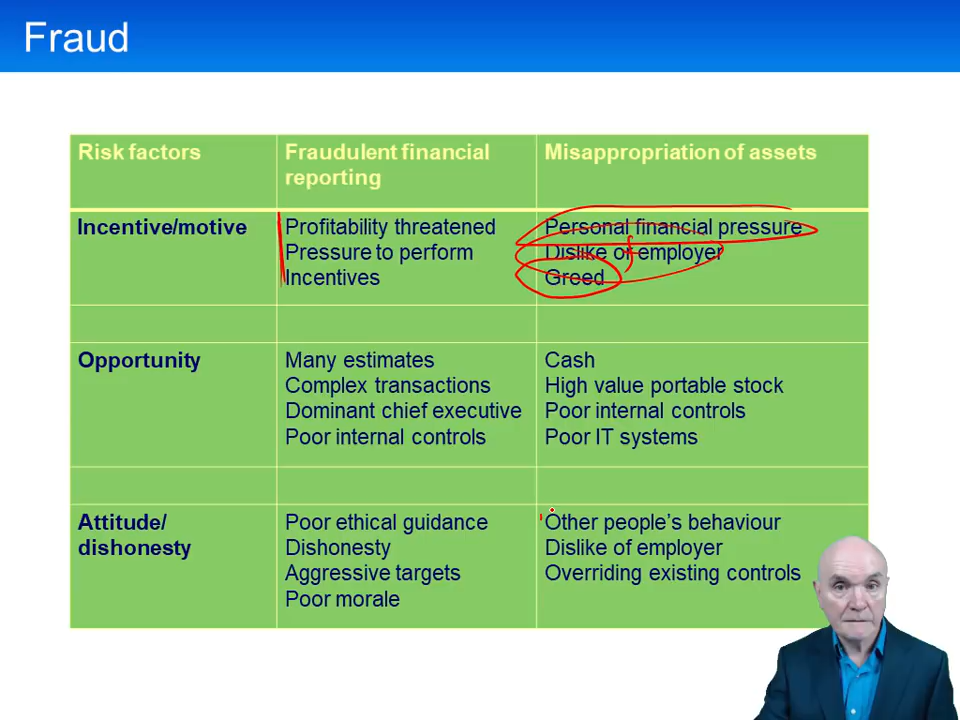 Fraud
Risk factors
Fraudulent financial
reporting
Misappropriation of assets
Incentive/motive
Profitability threatened
Pressure to perform
Incentives
Personal financial pressure
Dislike of employer
Greed
Opportunity
Many estimates
Complex transactions
Dominant chief executive
Poor internal controls
Cash
High value portable stock
Poor internal controls
Poor IT systems
Attitude/
dishonesty
Poor ethical guidance
Dishonesty
Aggressive targets
Poor morale
Other people's behaviour
Dislike of employer
Overriding existing controls